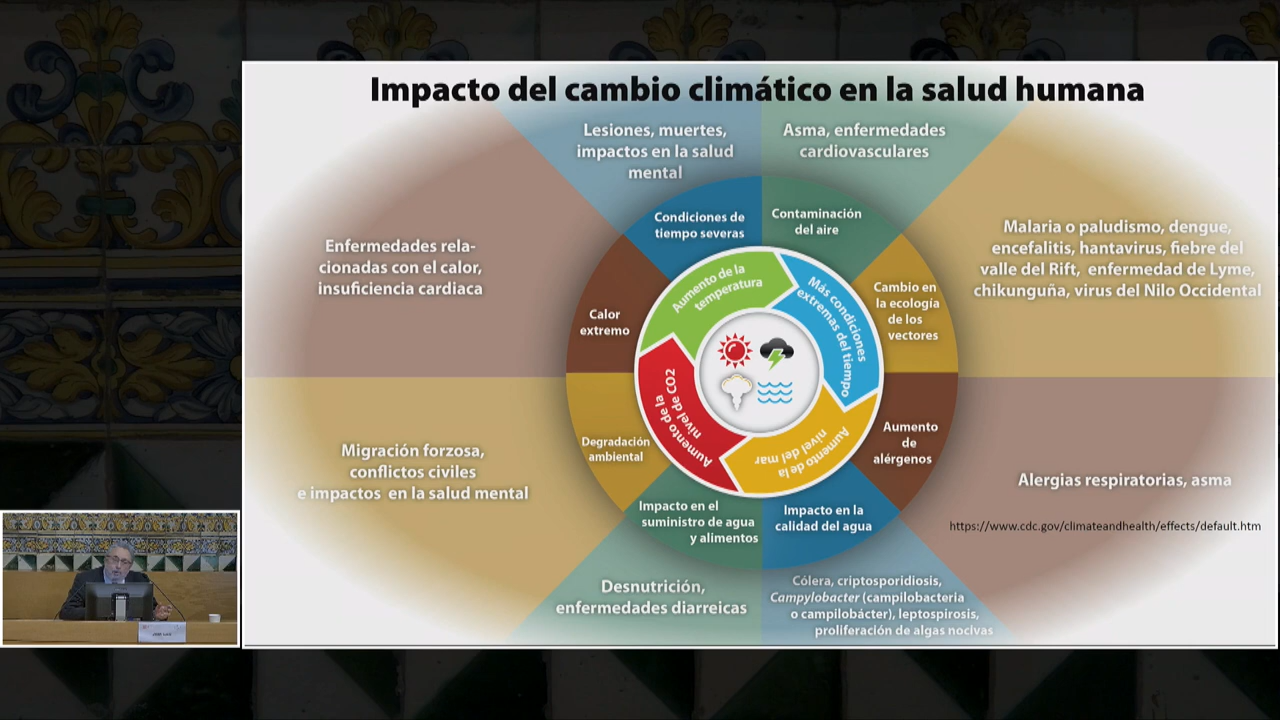 Impacto del cambio climático en la salud humana
Lesiones, muertes,
impactos en la salud
mental
Asma, enfermedades
cardiovasculares
Condiciones de
tiempo severas
Contaminación
del aire
Enfermedades rela-
cionadas con el calor,
insuficiencia cardiaca
Malaria o paludismo, dengue,
encefalitis, hantavirus, fiebre del
valle del Rift, enfermedad de Lyme,
chikunguña, virus del Nilo Occidental
Calor
extremo
Cambio en
la ecología
de los
vectores
Aumento de la
temperatura
Más condiciones
extremas del tiempo
Aumento de la
nivel de CO2
Aumento de la
nivel del mar
Degradación
ambiental
Aumento
de
alérgenos
Migración forzosa,
conflictos civiles
e impactos en la salud mental
Alergias respiratorias, asma
https://www.cdc.gov/climateandhealth/effects/default.htm
Impacto en el
suministro de agua
y alimentos
Impacto en la
calidad del agua
Desnutrición,
enfermedades diarreicas
Cólera, criptosporidiosis,
Campylobacter (campilobacteria
o campilobácter), leptospirosis,
proliferación de algas nocivas